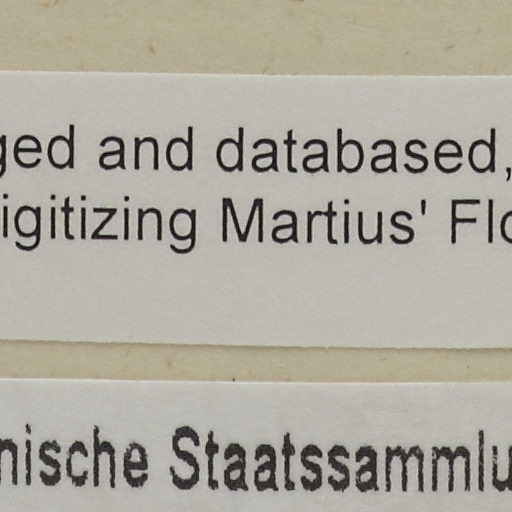 ged and databased,
igitizing Martius' Flo
nische Staatssammlu